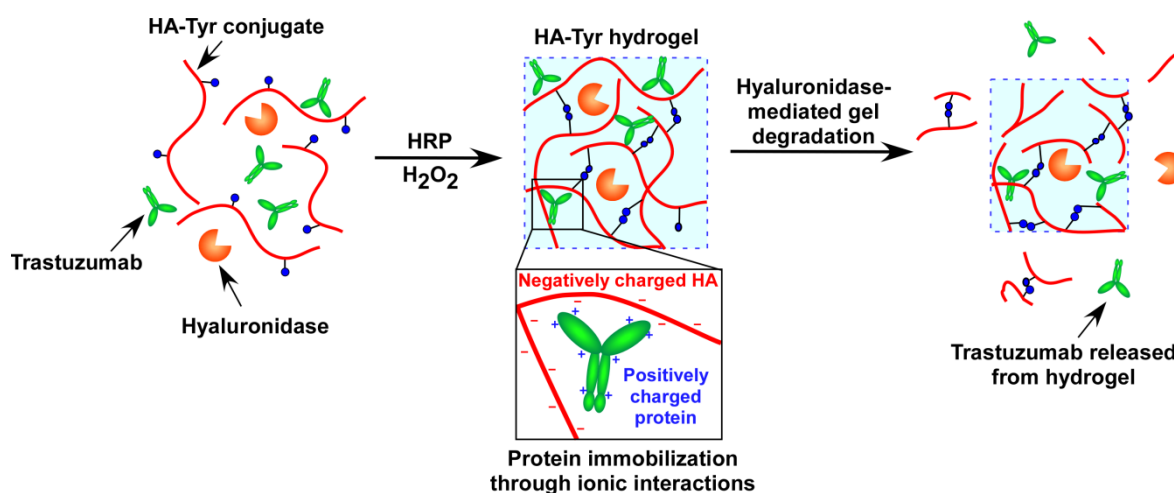 HA-Tyr conjugate
Trastuzumab
Hyaluronidase
HRP
H2O2
HA-Tyr hydrogel
Negatively charged HA
Positively
charged
protein
Protein immobilization
through ionic interactions
Hyaluronidase-
mediated gel
degradation
Trastuzumab released
from hydrogel